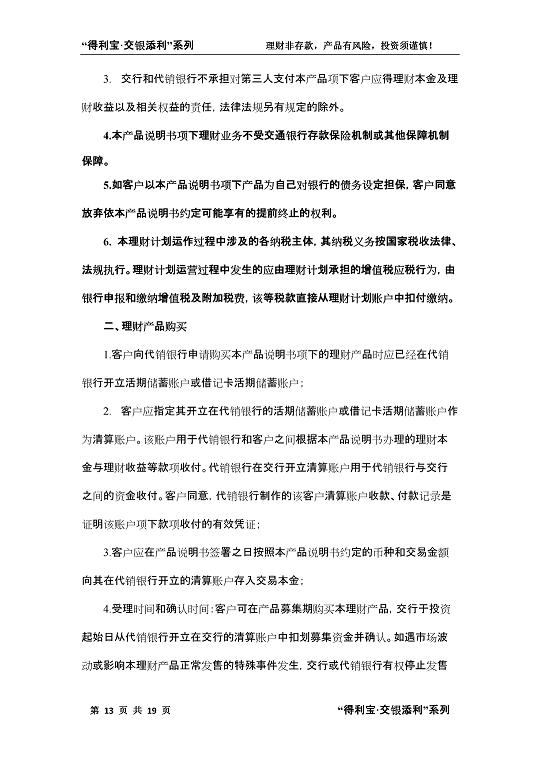 “得利宝·交银添利”系列 理财非存款，产品有风险，投资须谨慎！
3. 交行和代销银行不承担对第三人支付本产品项下客户应得理财本金及理
财收益以及相关权益的责任，法律法规另有规定的除外。
4.本产品说明书项下理财业务不受交通银行存款保险机制或其他保障机制
保障。
5.如客户以本产品说明书项下产品为自己对银行的债务设定担保，客户同意
放弃依本产品说明书约定可能享有的提前终止的权利。
6. 本理财计划运作过程中涉及的各纳税主体，其纳税义务按国家税收法律、
法规执行。理财计划运营过程中发生的应由理财计划承担的增值税应税行为，由
银行申报和缴纳增值税及附加税费，该等税款直接从理财计划账户中扣付缴纳。
二、理财产品购买
1.客户向代销银行申请购买本产品说明书项下的理财产品时应已经在代销
银行开立活期储蓄账户或借记卡活期储蓄账户；
2. 客户应指定其开立在代销银行的活期储蓄账户或借记卡活期储蓄账户作
为清算账户。该账户用于代销银行和客户之间根据本产品说明书办理的理财本
金与理财收益等款项收付。代销银行在交行开立清算账户用于代销银行与交行
之间的资金收付。客户同意，代销银行制作的该客户清算账户收款、付款记录是
证明该账户项下款项收付的有效凭证；
3.客户应在产品说明书签署之日按照本产品说明书约定的币种和交易金额
向其在代销银行开立的清算账户存入交易本金；
4.受理时间和确认时间：客户可在产品募集期购买本理财产品，交行于投资
起始日从代销银行开立在交行的清算账户中扣划募集资金并确认。如遇市场波
动或影响本理财产品正常发售的特殊事件发生，交行或代销银行有权停止发售
第 13 页 共 19 页 “得利宝·交银添利”系列